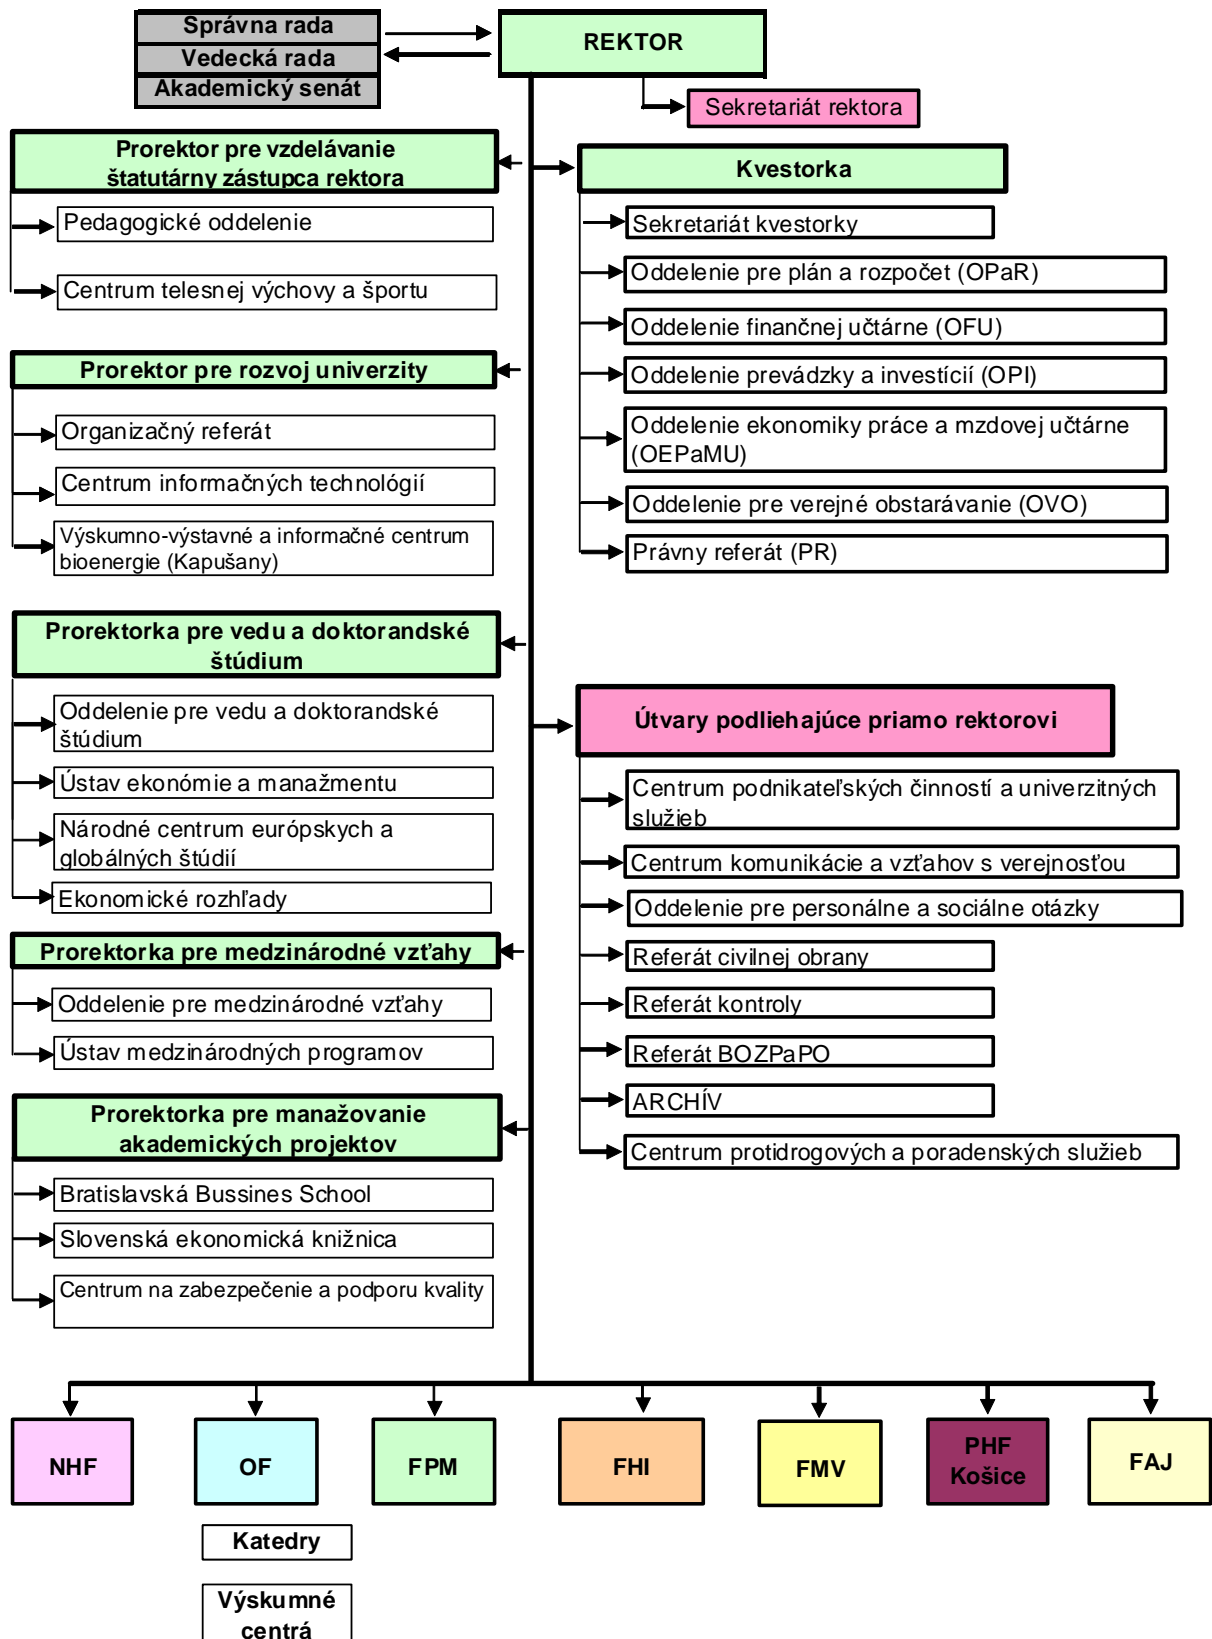 Správna rada
Vedecká rada
Akademický senát
REKTOR
Sekretariát rektora
Prorektor pre vzdelávanie
štatutárny zástupca rektora
Pedagogické oddelenie
Centrum telesnej výchovy a športu
Prorektor pre rozvoj univerzity
Organizačný referát
Centrum informačných technológií
Výskumno-výstavné a informačné centrum
bioenergie (Kapušany)
Prorektorka pre vedu a doktorandské
štúdium
Oddelenie pre vedu a doktorandské
štúdium
Ústav ekonómie a manažmentu
Národné centrum európskych a
globálných štúdií
Ekonomické rozhľady
Prorektorka pre medzinárodné vzťahy
Oddelenie pre medzinárodné vzťahy
Ústav medzinárodných programov
Prorektorka pre manažovanie
akademických projektov
Bratislavská Bussines School
Slovenská ekonomická knižnica
Centrum na zabezpečenie a podporu kvality
Kvestorka
Sekretariát kvestorky
Oddelenie pre plán a rozpočet (OPaR)
Oddelenie finančnej učtárne (OFU)
Oddelenie prevádzky a investícií (OPI)
Oddelenie ekonomiky práce a mzdovej učtárne
(OEPaMU)
Oddelenie pre verejné obstarávanie (OVO)
Právny referát (PR)
Útvary podliehajúce priamo rektorovi
Centrum podnikateľských činností a univerzitných
služieb
Centrum komunikácie a vzťahov s verejnosťou
Oddelenie pre personálne a sociálne otázky
Referát civilnej obrany
Referát kontroly
Referát BOZPaPO
ARCHÍV
Centrum protidrogových a poradenských služieb
NHF
OF
FPM
FHI
FMV
PHF
Košice
FAJ
Katedry
Výskumné
centrá